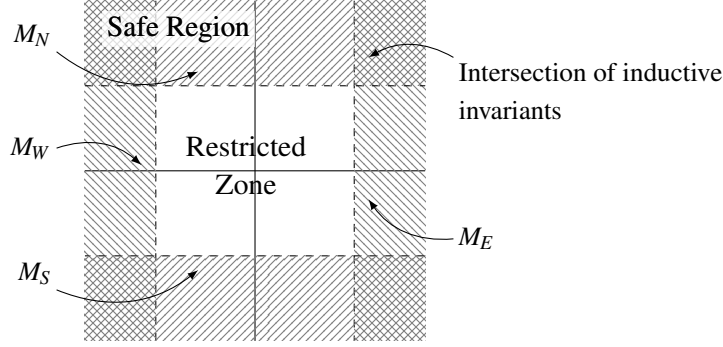 Safe Region
M_N
Intersection of inductive
invariants
M_W
Restricted
Zone
M_E
M_S